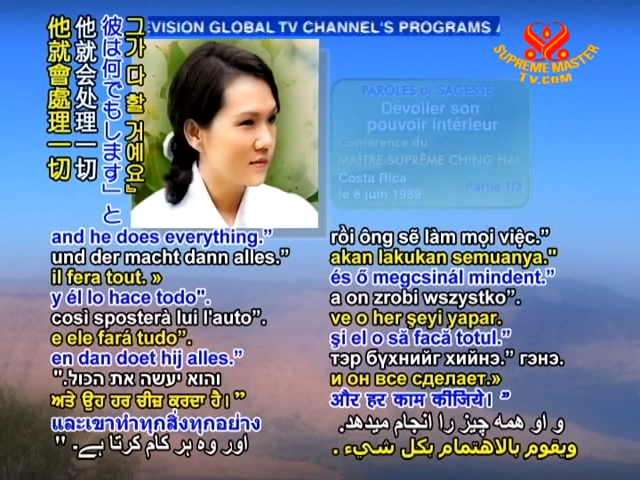 EVISION GLOBAL TV CHANNEL'S PROGRAMS A
SUPREME MASTER
TV.COM
PAROLES DE SAGESSE
Dévoiler son
pouvoir intérieur
Conférence du
MAÎTRE SUPRÊME CHING HAI
Costa Rica
le 8 juin 1989
Partie 1/3
그가 다 할 거예요』
彼は何でもします」と
他就会处理一切
他就會處理一切
and he does everything.”
und der macht dann alles.”
il fera tout. »
y él lo hace todo".
così sposterà lui l'auto”.
e ele fará tudo”.
en dan doet hij alles.”
והוא יעשה את הכול."
ਅਤੇ ਉਹ ਹਰ ਚੀਜ਼ ਕਰਦਾ ਹੈ।”
และเขาทำทุกสิ่งทุกอย่าง
اور وہ ہر کام کرتا ہے. "
rồi ông sẽ làm mọi việc.”
akan lakukan semuanya."
és ő megcsinál mindent.”
a on zrobi wszystko”.
ve o her şeyi yapar.
şi el o să facă totul.”
тэр бүхнийг хийнэ.” гэнэ.
и он все сделает.»
और हर काम कीजिये। ”
و او همه چیز را انجام میدهد.
ويقوم بالاهتمام بكل شيء .